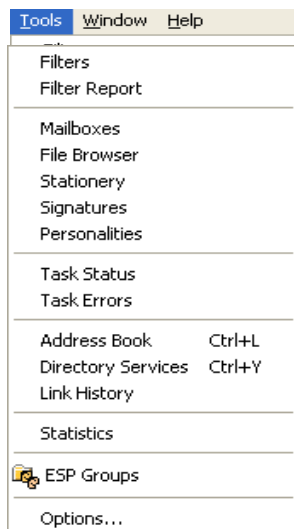 Tools Window Help
Filters
Filter Report
Mailboxes
File Browser
Stationery
Signatures
Personalities
Task Status
Task Errors
Address Book Ctrl+L
Directory Services Ctrl+Y
Link History
Statistics
ESP Groups
Options...